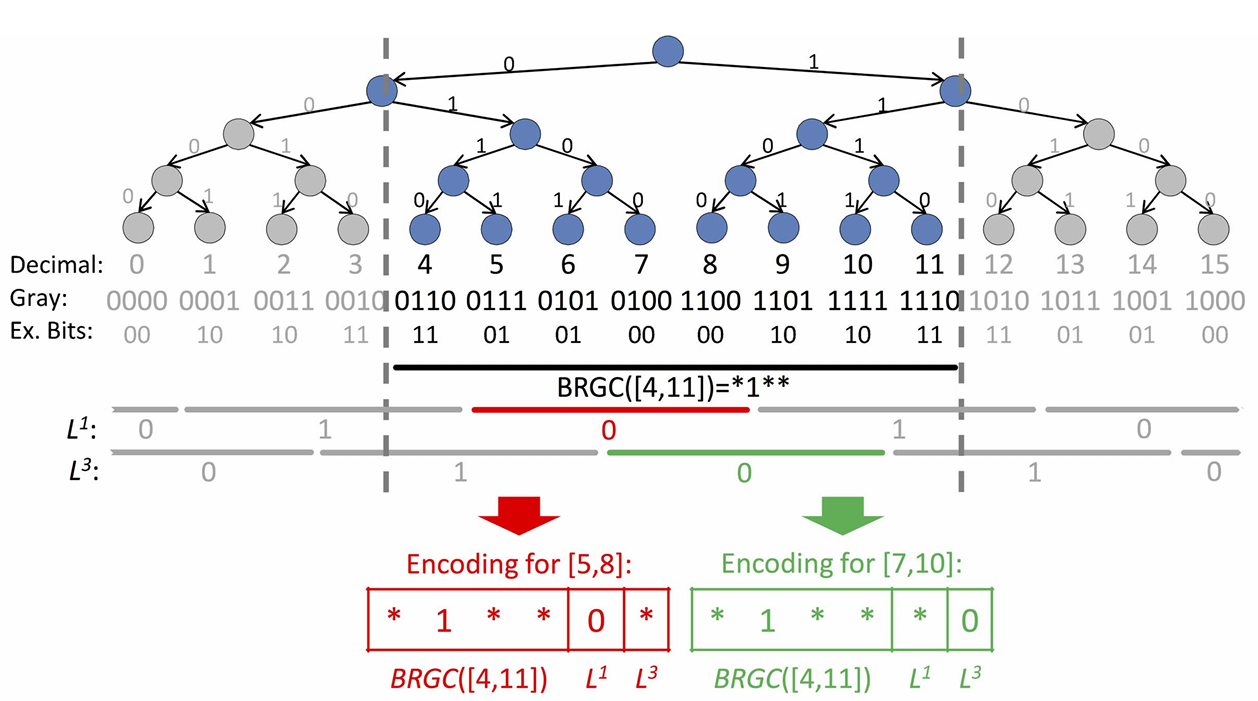 0 1
0 1 1 0
0 1 1 0 0 1 1 0
0 1 1 0 0 1 1 0 0 1 1 0 0 1 1 0
Decimal: 0 1 2 3 4 5 6 7 8 9 10 11 12 13 14 15
Gray: 0000 0001 0011 0010 0110 0111 0101 0100 1100 1101 1111 1110 1010 1011 1001 1000
Ex. Bits: 00 10 10 11 11 01 01 00 00 10 10 11 11 01 01 00
BRGC([4,11])=*1**
L¹: 0 1 0 1 0
L³: 0 1 0 1 0
Encoding for [5,8]:
* 1 * * 0 *
BRGC([4,11]) L¹ L³
Encoding for [7,10]:
* 1 * * * 0
BRGC([4,11]) L¹ L³